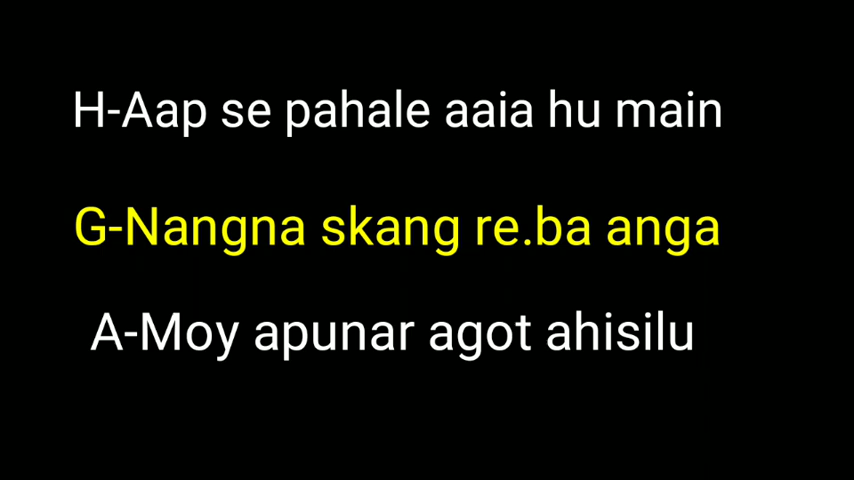 H-Aap se pahale aaia hu main
G-Nangna skang re.ba anga
A-Moy apunar agot ahisilu